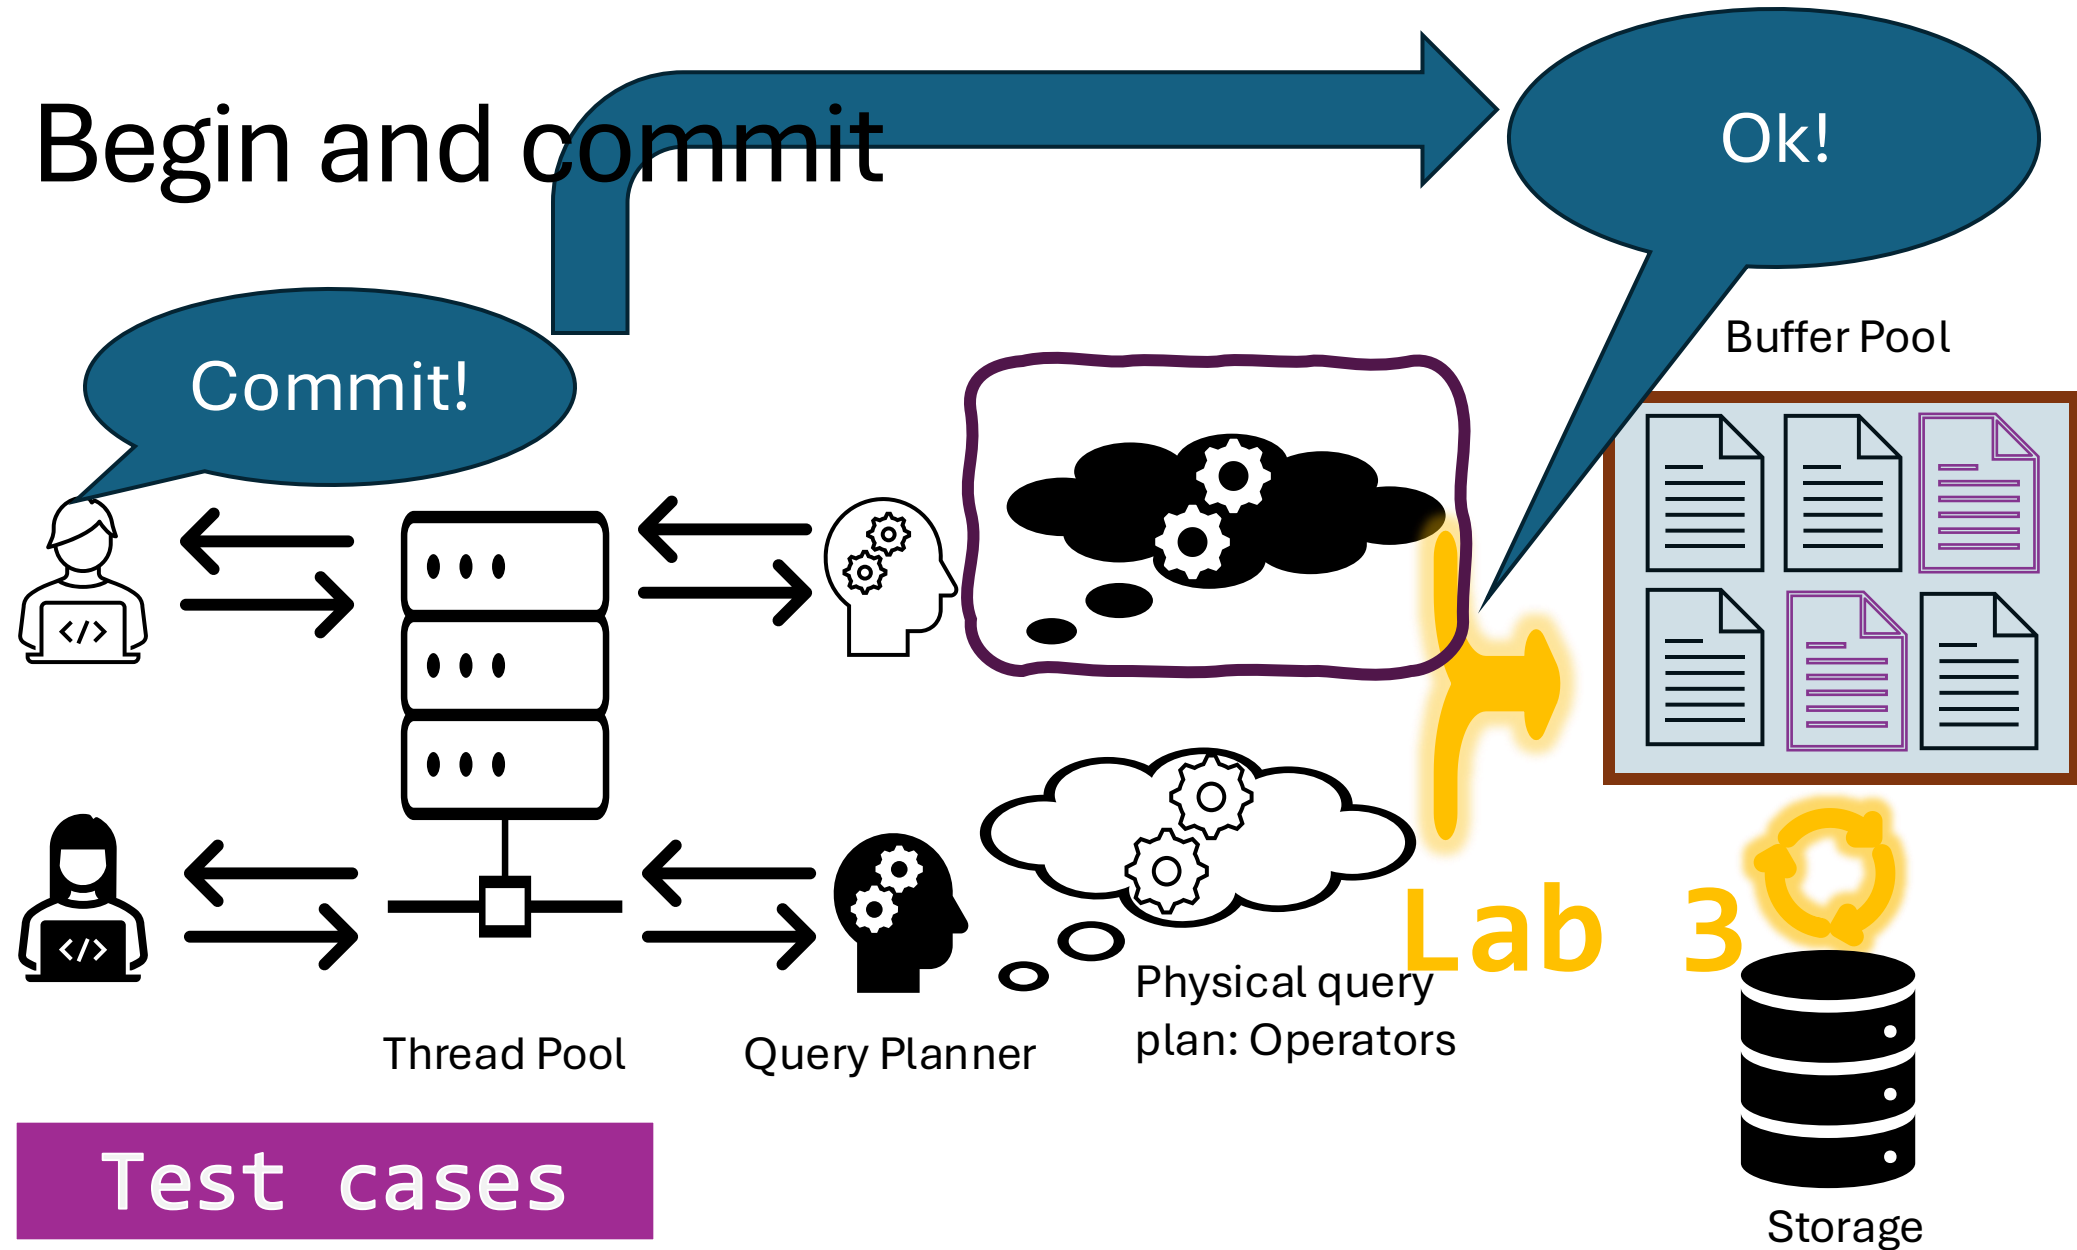 Begin and commit
Ok!
Buffer Pool
Commit!
</>
</>
Lab 3
Physical query
plan: Operators
Thread Pool
Query Planner
Test cases
Storage